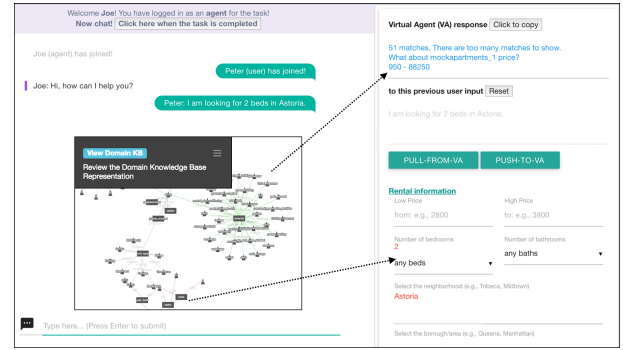 Welcome Joe! You have logged in as an agent for the task!
Now chat! Click here when the task is completed
Joe (agent) has joined!
Peter (user) has joined!
Joe: Hi, how can I help you?
Peter: I am looking for 2 beds in Astoria.
View Domain KB
Review the Domain Knowledge Base
Representation
Type here... (Press Enter to submit)
Virtual Agent (VA) response Click to copy
51 matches. There are too many matches to show.
What about mockapartments_1 price?
950 - 88250
to this previous user input Reset
I am looking for 2 beds in Astoria.
PULL-FROM-VA PUSH-TO-VA
Rental information
Low Price High Price
from: e.g., 2800 to: e.g., 3800
Number of bedrooms Number of bathrooms
2
any beds any baths
Select the neighborhood (e.g., Tribeca, Midtown)
Astoria
Select the borough/area (e.g., Queens, Manhattan)